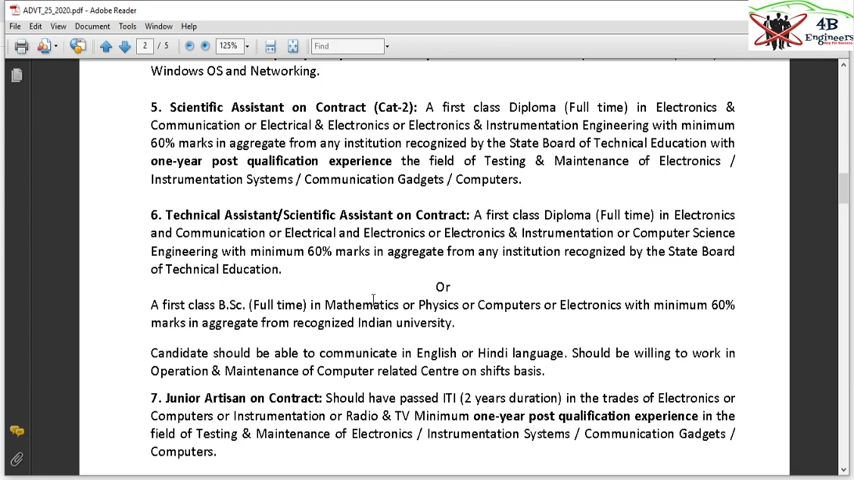 ADVT_25_2020.pdf - Adobe Reader
File Edit View Document Tools Window Help
2 / 5 125% Find
4B
Engineers
Windows OS and Networking.
5. Scientific Assistant on Contract (Cat-2): A first class Diploma (Full time) in Electronics &
Communication or Electrical & Electronics or Electronics & Instrumentation Engineering with minimum
60% marks in aggregate from any institution recognized by the State Board of Technical Education with
one-year post qualification experience the field of Testing & Maintenance of Electronics /
Instrumentation Systems / Communication Gadgets / Computers.
6. Technical Assistant/Scientific Assistant on Contract: A first class Diploma (Full time) in Electronics
and Communication or Electrical and Electronics or Electronics & Instrumentation or Computer Science
Engineering with minimum 60% marks in aggregate from any institution recognized by the State Board
of Technical Education.
Or
A first class B.Sc. (Full time) in Mathematics or Physics or Computers or Electronics with minimum 60%
marks in aggregate from recognized Indian university.
Candidate should be able to communicate in English or Hindi language. Should be willing to work in
Operation & Maintenance of Computer related Centre on shifts basis.
7. Junior Artisan on Contract: Should have passed ITI (2 years duration) in the trades of Electronics or
Computers or Instrumentation or Radio & TV Minimum one-year post qualification experience in the
field of Testing & Maintenance of Electronics / Instrumentation Systems / Communication Gadgets /
Computers.